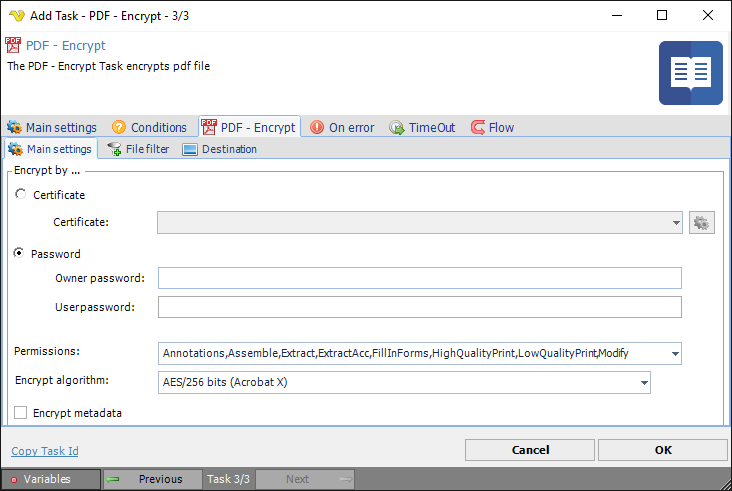 Add Task - PDF - Encrypt - 3/3
PDF
PDF - Encrypt
The PDF - Encrypt Task encrypts pdf file
Main settings Conditions PDF PDF - Encrypt On error TimeOut Flow
Main settings File filter Destination
Encrypt by ...
Certificate
Certificate:
Password
Owner password:
Userpassword:
Permissions: Annotations,Assemble,Extract,ExtractAcc,FillInForms,HighQualityPrint,LowQualityPrint,Modify
Encrypt algorithm: AES/256 bits (Acrobat X)
Encrypt metadata
Copy Task Id Cancel OK
Variables Previous Task 3/3 Next